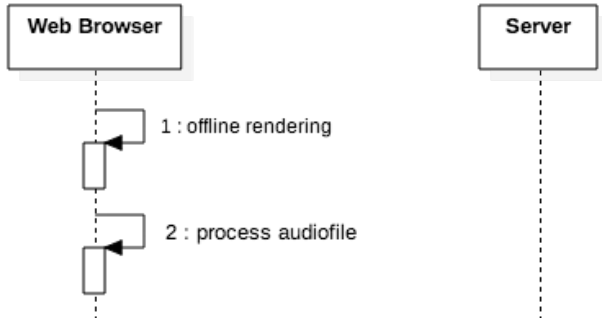 Web Browser
Server
1 : offline rendering
2 : process audiofile